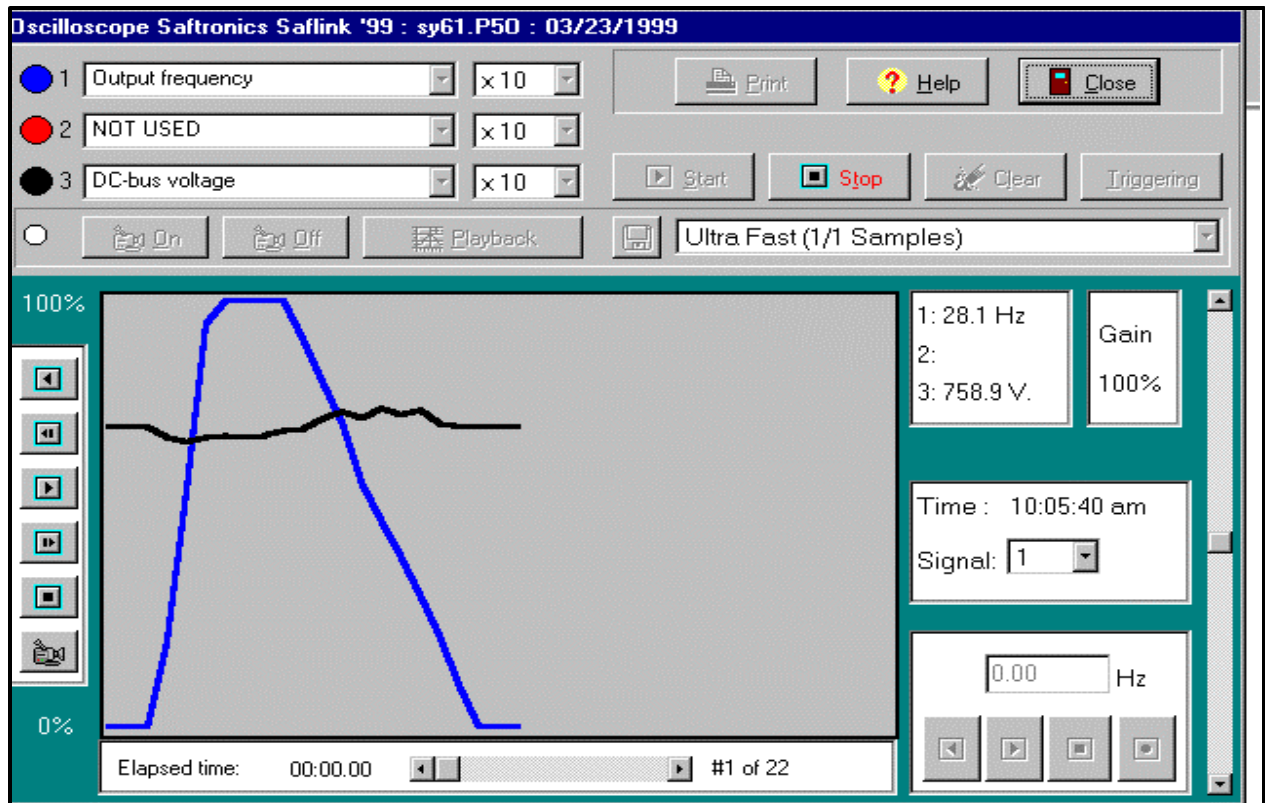 Oscilloscope Saftronics Saflink '99 : sy61.P50 : 03/23/1999
1 Output frequency x 10
Print
Help
Close
2 NOT USED x 10
3 DC-bus voltage x 10
Start
Stop
Clear
Triggering
On
Off
Playback
Ultra Fast (1/1 Samples)
100%
0%
1: 28.1 Hz
2:
3: 758.9 V.
Gain
100%
Time : 10:05:40 am
Signal: 1
0.00 Hz
Elapsed time: 00:00.00 #1 of 22